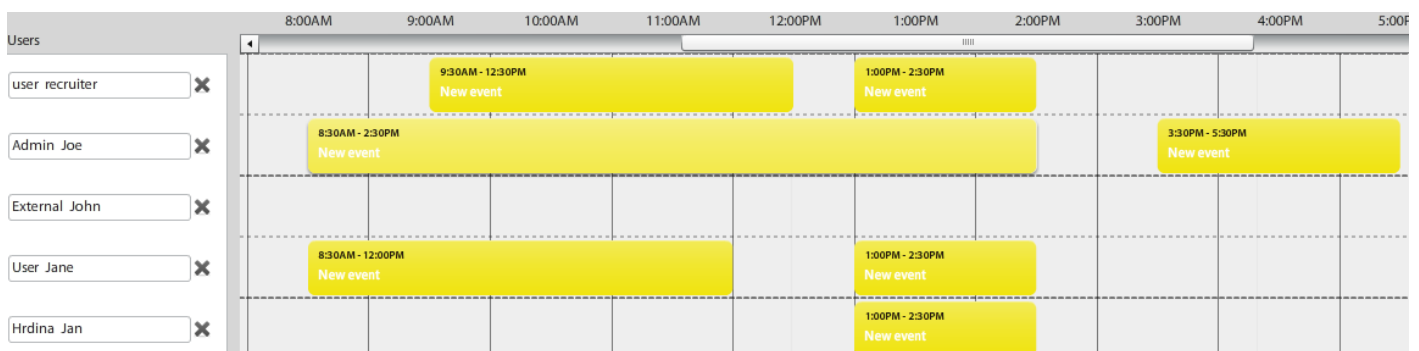 8:00AM 9:00AM 10:00AM 11:00AM 12:00PM 1:00PM 2:00PM 3:00PM 4:00PM 5:00P
Users
user recruiter
9:30AM - 12:30PM
New event
1:00PM - 2:30PM
New event
Admin Joe
8:30AM - 2:30PM
New event
3:30PM - 5:30PM
New event
External John
User Jane
8:30AM - 12:00PM
New event
1:00PM - 2:30PM
New event
Hrdina Jan
1:00PM - 2:30PM
New event